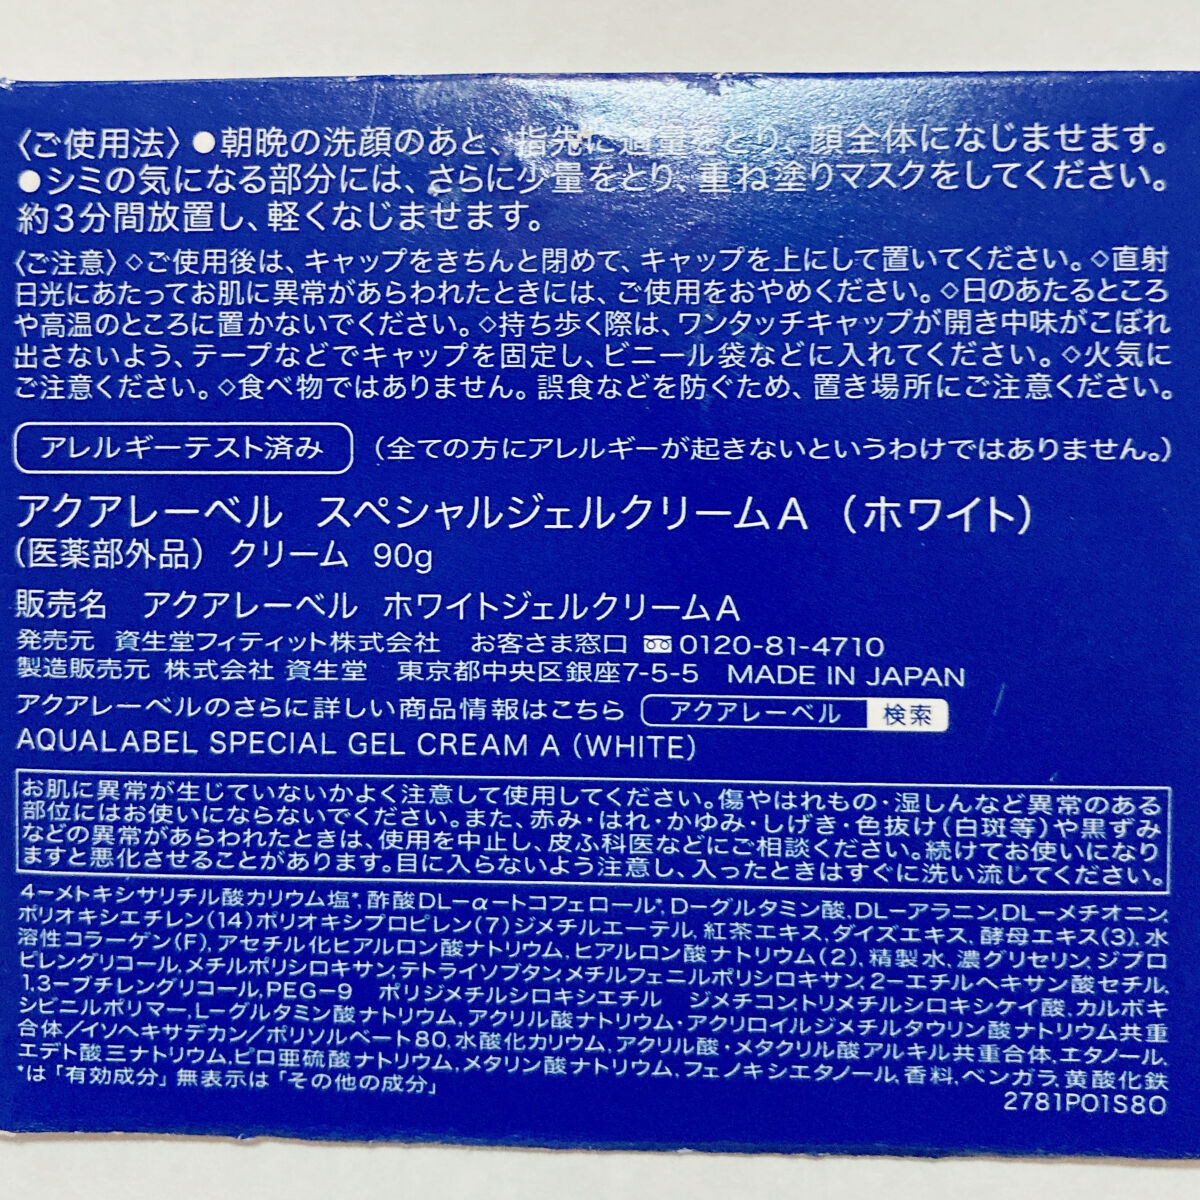 〈ご使用法〉●朝晩の洗顔のあと、指先に適量をとり、顔全体になじませます。
●シミの気になる部分には、さらに少量をとり、重ね塗りマスクをしてください。
約3分間放置し、軽くなじませます。
〈ご注意〉◇ご使用後は、キャップをきちんと閉めて、キャップを上にして置いてください。◇直射
日光にあたってお肌に異常があらわれたときには、ご使用をおやめください。◇日のあたるところ
や高温のところに置かないでください。◇持ち歩く際は、ワンタッチキャップが開き中味がこぼれ
出さないよう、テープなどでキャップを固定し、ビニール袋などに入れてください。◇火気に
ご注意ください。◇食べ物ではありません。誤食などを防ぐため、置き場所にご注意ください。
アレルギーテスト済み (全ての方にアレルギーが起きないというわけではありません。)
アクアレーベル スペシャルジェルクリームA (ホワイト)
(医薬部外品) クリーム 90g
販売名 アクアレーベル ホワイトジェルクリームA
発売元 資生堂フィティット株式会社 お客さま窓口 0120-81-4710
製造販売元 株式会社 資生堂 東京都中央区銀座7-5-5 MADE IN JAPAN
アクアレーベルのさらに詳しい商品情報はこちら アクアレーベル 検索
AQUALABEL SPECIAL GEL CREAM A (WHITE)
お肌に異常が生じていないかよく注意して使用してください。傷やはれもの・湿しんなど異常のある
部位にはお使いにならないでください。また、赤み・はれ・かゆみ・しげき・色抜け(白斑等)や黒ずみ
などの異常があらわれたときは、使用を中止し、皮ふ科医などにご相談ください。続けてお使いになり
ますと悪化させることがあります。目に入らないよう注意し、入ったときはすぐに洗い流してください。
4-メトキシサリチル酸カリウム塩*,酢酸DL-α-トコフェロール*,D-グルタミン酸,DL-アラニン,DL-メチオニン,
ポリオキシエチレン(14)ポリオキシプロピレン(7)ジメチルエーテル,紅茶エキス,ダイズエキス,酵母エキス(3),水
溶性コラーゲン(F),アセチル化ヒアルロン酸ナトリウム,ヒアルロン酸ナトリウム(2),精製水,濃グリセリン,ジプロ
ピレングリコール,メチルポリシロキサン,テトライソブタン,メチルフェニルポリシロキサン,2-エチルヘキサン酸セチル,
1,3-ブチレングリコール,PEG-9 ポリジメチルシロキシエチル ジメチコン,トリメチルシロキシケイ酸,カルボキ
シビニルポリマー,L-グルタミン酸ナトリウム,アクリル酸ナトリウム・アクリロイルジメチルタウリン酸ナトリウム共重
合体/イソヘキサデカン/ポリソルベート80,水酸化カリウム,アクリル酸・メタクリル酸アルキル共重合体,エタノール,
エデト酸三ナトリウム,ピロ亜硫酸ナトリウム,メタリン酸ナトリウム,フェノキシエタノール,香料,ベンガラ,黄酸化鉄
*は「有効成分」無表示は「その他の成分」
2781P01S80